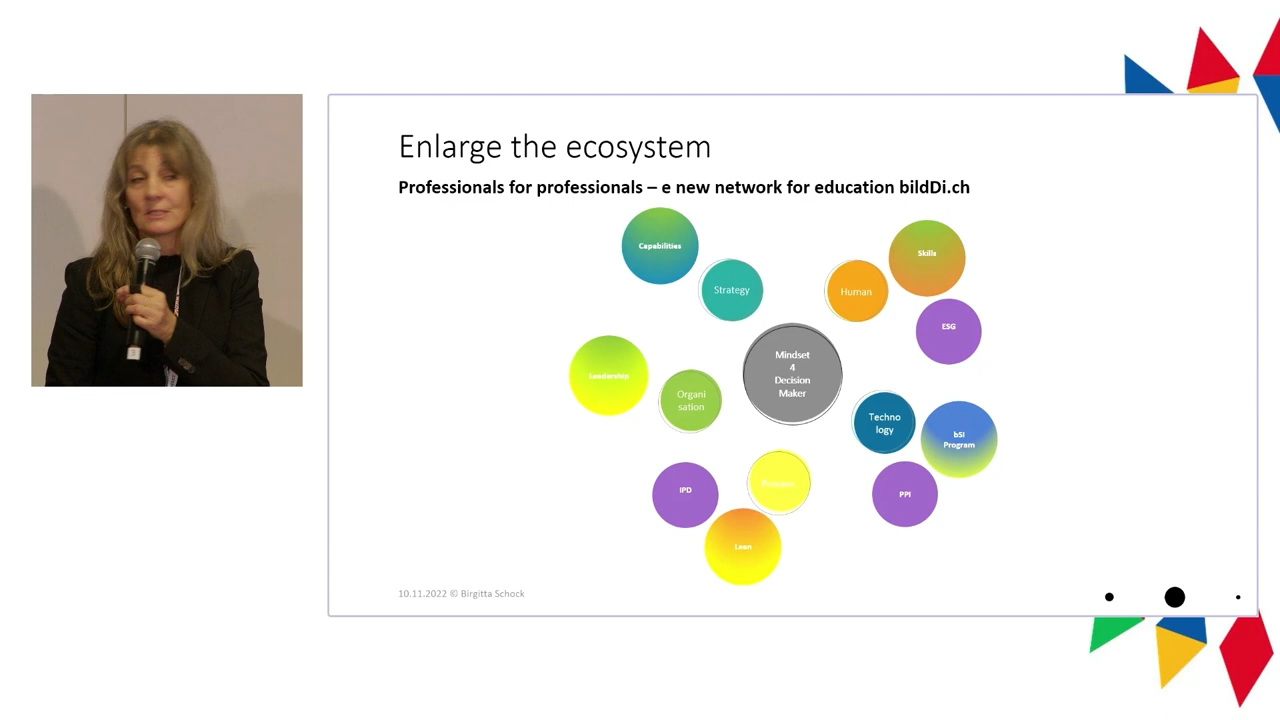 Enlarge the ecosystem
Professionals for professionals – e new network for education bildDi.ch
Capabilities
Strategy
Human
Skills
ESG
Mindset
4
Decision
Maker
Leadership
Organi
sation
Techno
logy
bSI
Program
IPD
PPI
Lean
10.11.2022 © Birgitta Schock